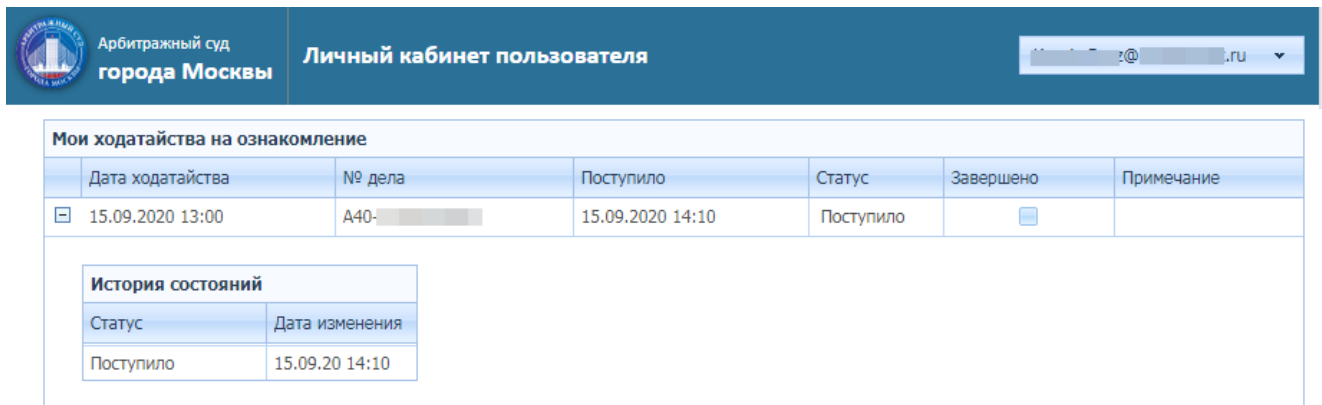 Арбитражный суд
города Москвы
Личный кабинет пользователя
.ru
Мои ходатайства на ознакомление
Дата ходатайства № дела Поступило Статус Завершено Примечание
15.09.2020 13:00 А40- 15.09.2020 14:10 Поступило
История состояний
Статус Дата изменения
Поступило 15.09.20 14:10